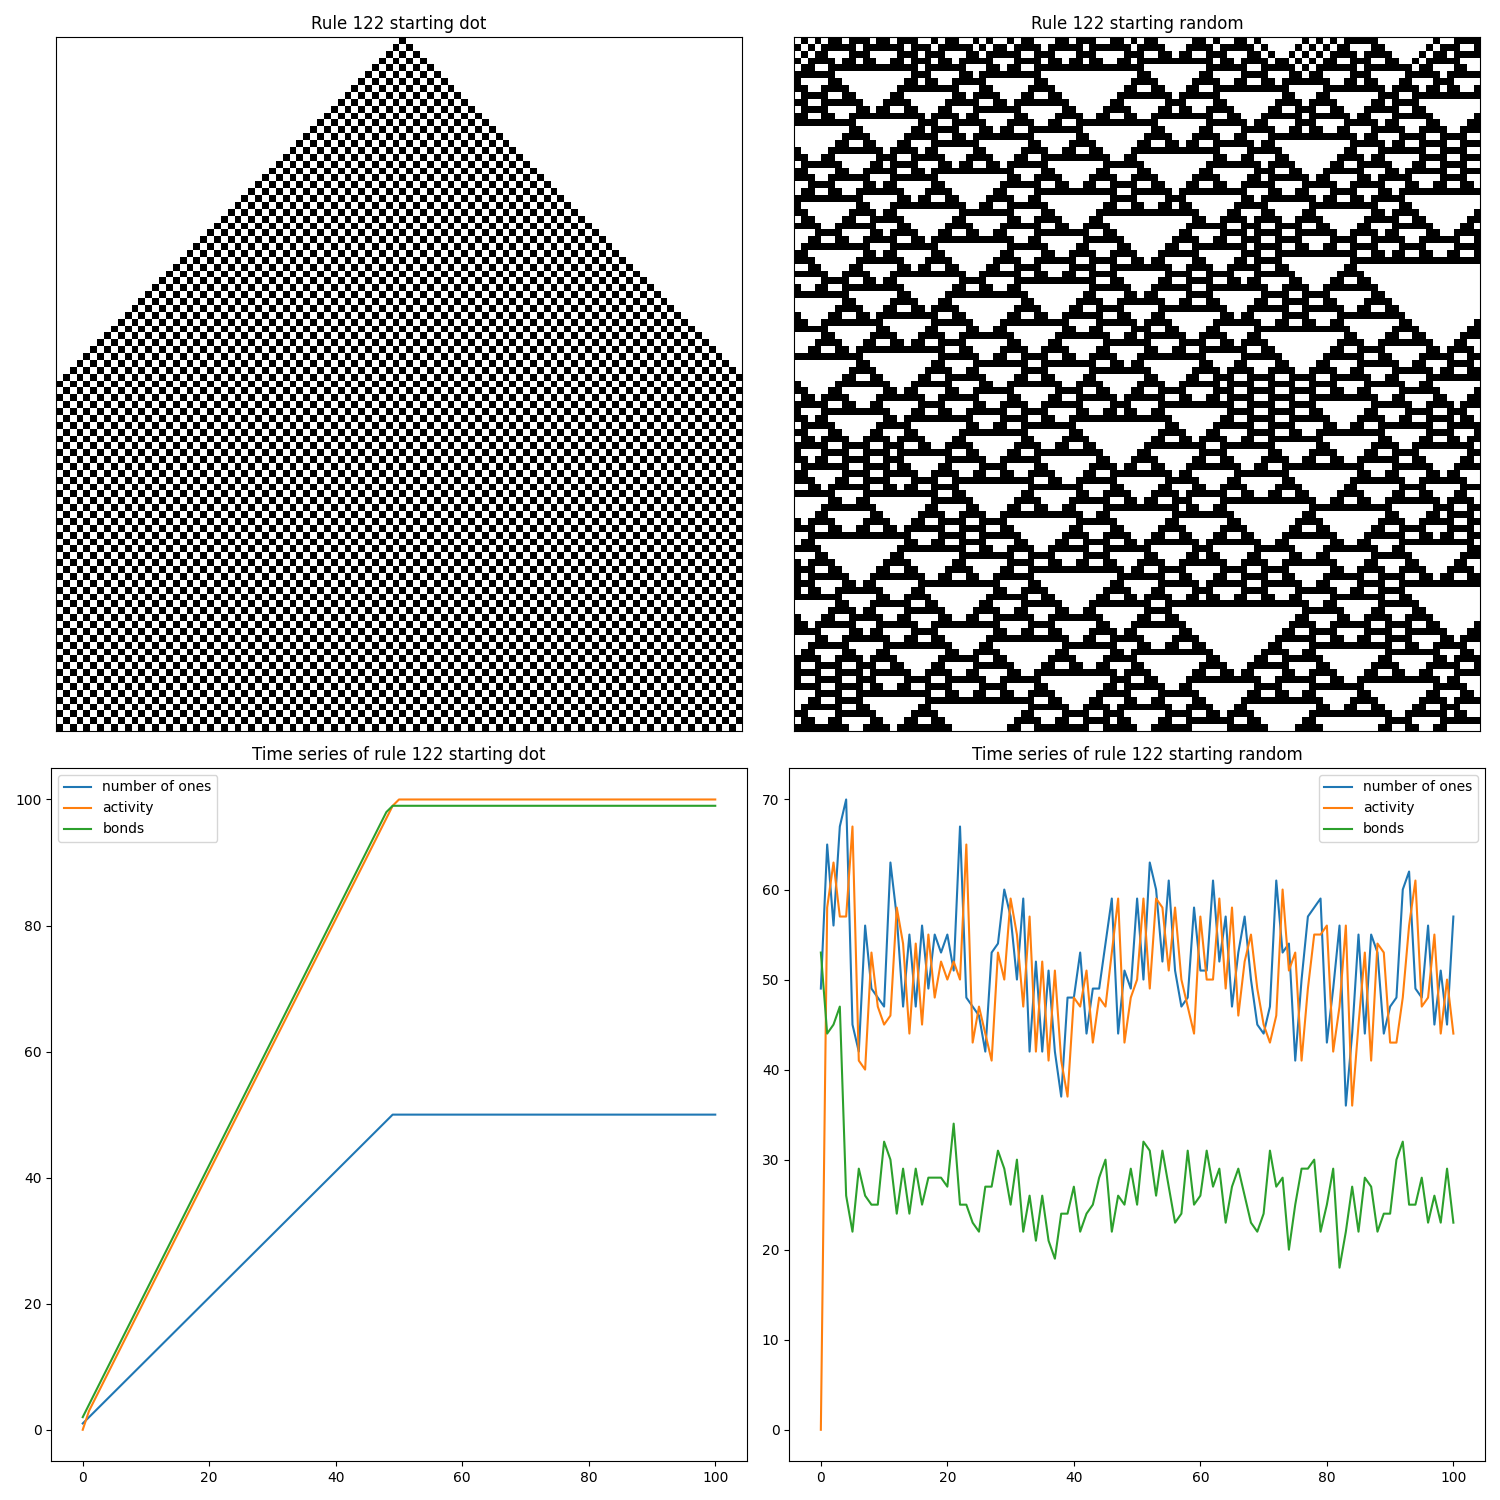 Rule 122 starting dot
Rule 122 starting random
Time series of rule 122 starting dot
number of ones
activity
bonds
100
80
60
40
20
0
0 20 40 60 80 100
Time series of rule 122 starting random
number of ones
activity
bonds
70
60
50
40
30
20
10
0
0 20 40 60 80 100